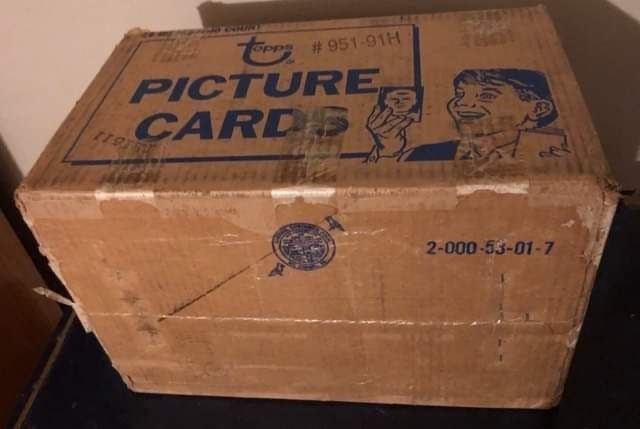 topps
# 951-91H
PICTURE
CARDS
2-000-53-01-7